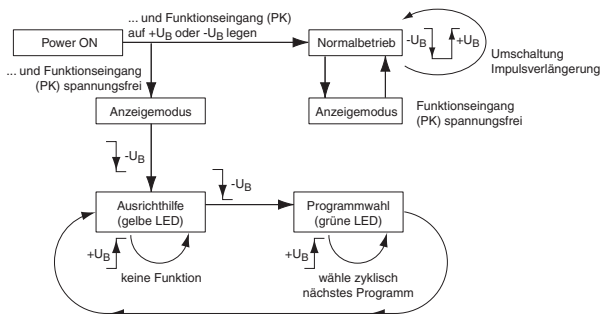 ... und Funktionseingang (PK)
auf +UB oder -UB legen
Power ON
Normalbetrieb
-UB
+UB
Umschaltung
Impulsverlängerung
... und Funktionseingang
(PK) spannungsfrei
Anzeigemodus
Anzeigemodus
Funktionseingang
(PK) spannungsfrei
-UB
-UB
Ausrichthilfe
(gelbe LED)
Programmwahl
(grüne LED)
+UB
keine Funktion
+UB
wähle zyklisch
nächstes Programm